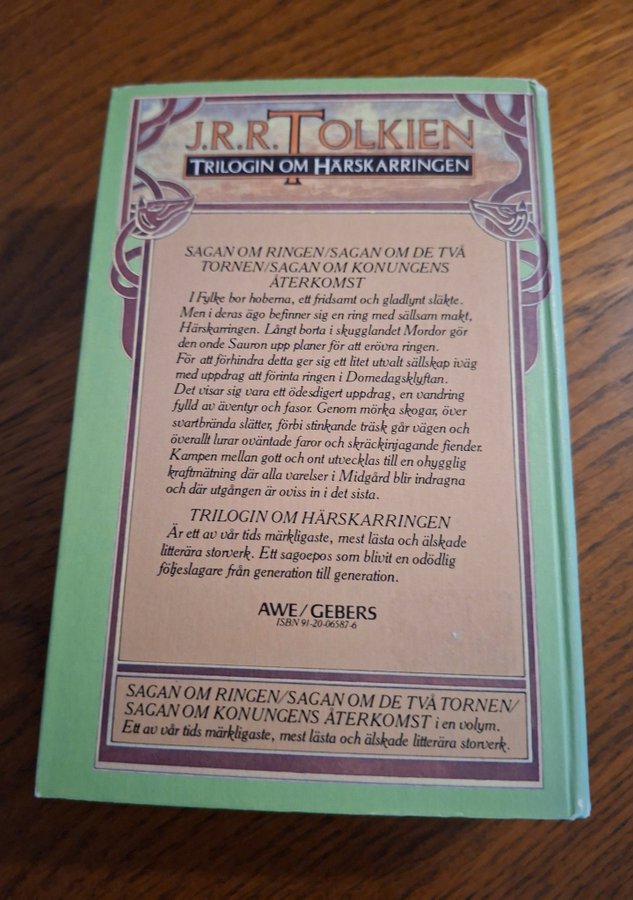 J.R.R. TOLKIEN
TRILOGIN OM HÄRSKARRINGEN
SAGAN OM RINGEN/SAGAN OM DE TVÅ
TORNEN/SAGAN OM KONUNGENS
ÅTERKOMST
I Fylke bor hoberna, ett fridsamt och gladlynt släkte.
Men i deras ägo befinner sig en ring med sällsam makt,
Härskarringen. Långt borta i skugglandet Mordor gör
den onde Sauron upp planer för att erövra ringen.
För att förhindra detta ger sig ett litet utvalt sällskap iväg
med uppdrag att förinta ringen i Domedagsklyftan.
Det visar sig vara ett ödesdigert uppdrag, en vandring
fylld av äventyr och fasor. Genom mörka skogar, över
svartbrända slätter, förbi stinkande träsk går vägen och
överallt lurar oväntade faror och skräckinjagande fiender.
Kampen mellan gott och ont utvecklas till en ohygglig
kraftmätning där alla varelser i Midgård blir indragna
och där utgången är oviss in i det sista.
TRILOGIN OM HÄRSKARRINGEN
Är ett av vår tids märkligaste, mest lästa och älskade
litterära storverk. Ett sagoepos som blivit en odödlig
följeslagare från generation till generation.
AWE/GEBERS
ISBN 91-20-06587-6
SAGAN OM RINGEN/SAGAN OM DE TVÅ TORNEN/
SAGAN OM KONUNGENS ÅTERKOMST i en volym.
Ett av vår tids märkligaste, mest lästa och älskade litterära storverk.